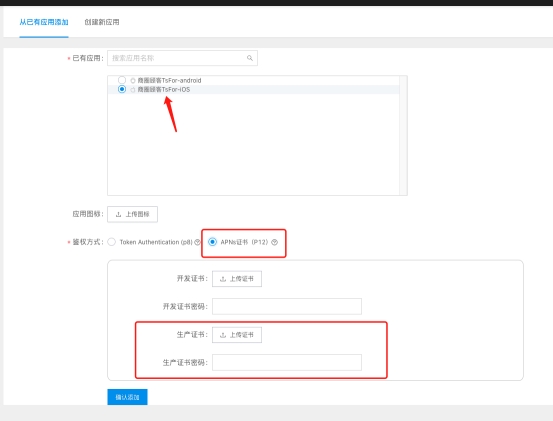 从已有应用添加 创建新应用
* 已有应用: 搜索应用名称
商圈顾客TsFor-android
商圈顾客TsFor-iOS
应用图标: 上传图标
* 鉴权方式: Token Authentication (p8) ? APNs证书（P12） ?
开发证书: 上传证书
开发证书密码:
生产证书: 上传证书
生产证书密码:
确认添加